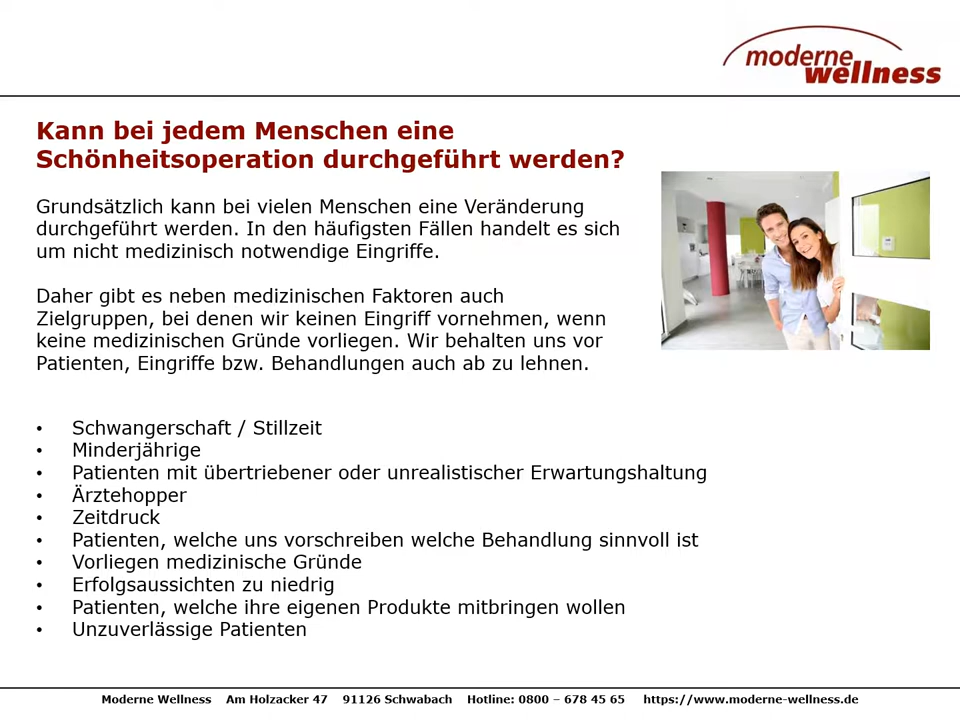 moderne
wellness
Kann bei jedem Menschen eine
Schönheitsoperation durchgeführt werden?
Grundsätzlich kann bei vielen Menschen eine Veränderung
durchgeführt werden. In den häufigsten Fällen handelt es sich
um nicht medizinisch notwendige Eingriffe.
Daher gibt es neben medizinischen Faktoren auch
Zielgruppen, bei denen wir keinen Eingriff vornehmen, wenn
keine medizinischen Gründe vorliegen. Wir behalten uns vor
Patienten, Eingriffe bzw. Behandlungen auch ab zu lehnen.
• Schwangerschaft / Stillzeit
• Minderjährige
• Patienten mit übertriebener oder unrealistischer Erwartungshaltung
• Ärztehopper
• Zeitdruck
• Patienten, welche uns vorschreiben welche Behandlung sinnvoll ist
• Vorliegen medizinische Gründe
• Erfolgsaussichten zu niedrig
• Patienten, welche ihre eigenen Produkte mitbringen wollen
• Unzuverlässige Patienten
Moderne Wellness Am Holzacker 47 91126 Schwabach Hotline: 0800 – 678 45 65 https://www.moderne-wellness.de